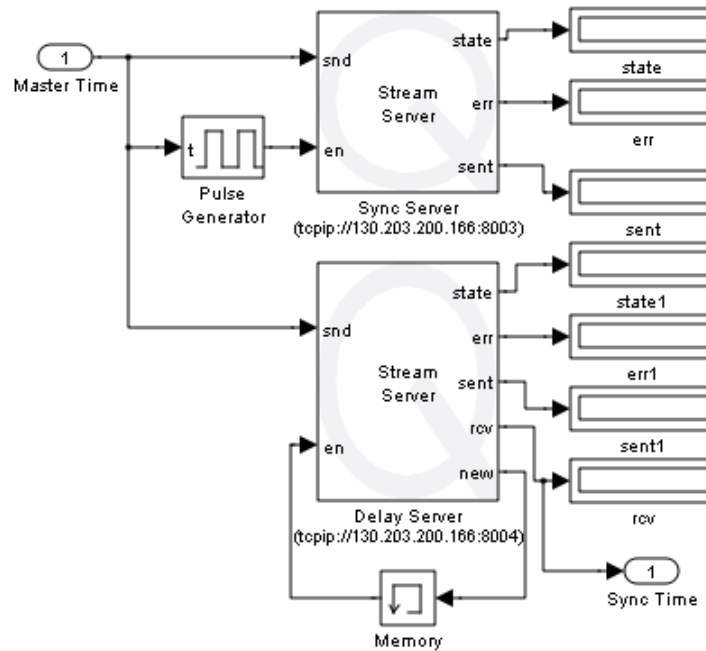 1
Master Time
snd
en
Stream
Server
state
err
sent
Sync Server
(tcpip://130.203.200.166:8003)
t
Pulse
Generator
state
err
sent
snd
en
Stream
Server
state
err
sent
rcv
new
Delay Server
(tcpip://130.203.200.166:8004)
state1
err1
sent1
rcv
1
Sync Time
Memory